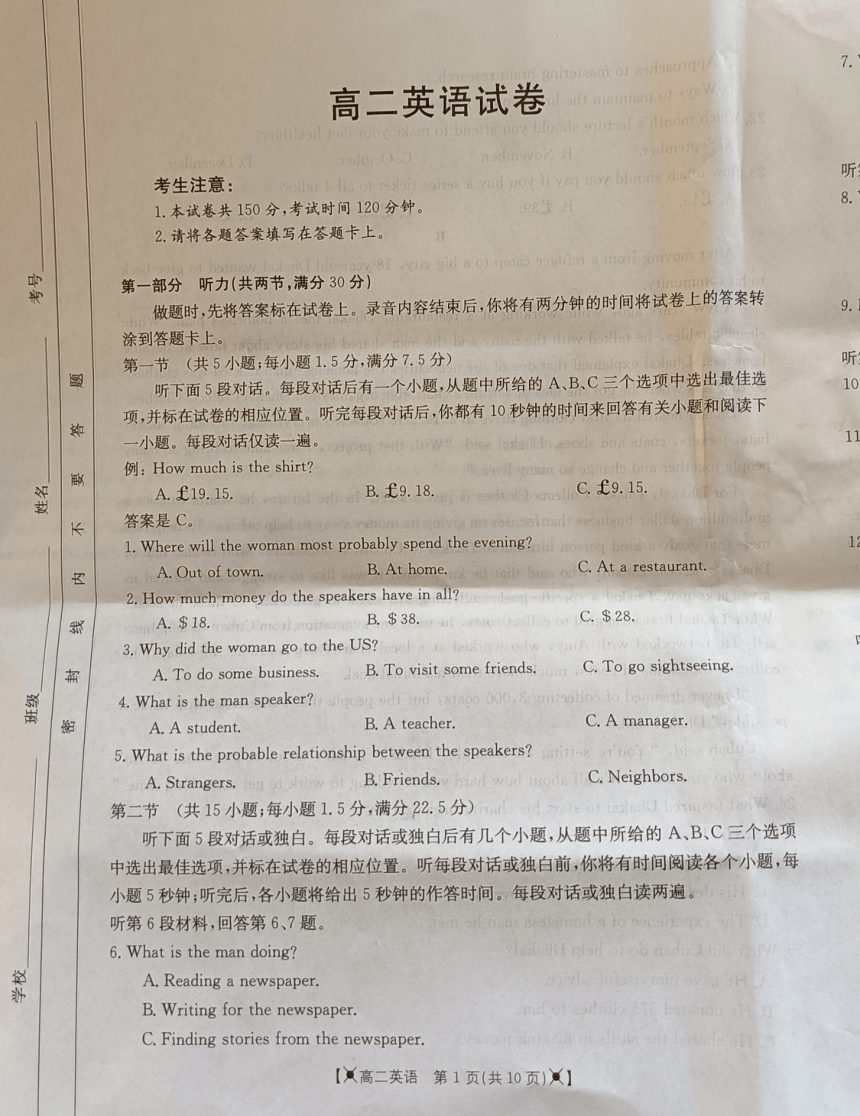 高二英语试卷
考生注意:
1.本试卷共150分,考试时间120分钟。
2.请将各题答案填写在答题卡上。
第一部分 听力(共两节,满分30分)
做题时,先将答案标在试卷上。录音内容结束后,你将有两分钟的时间将试卷上的答案转
涂到答题卡上。
第一节 (共5小题;每小题1.5分,满分7.5分)
听下面5段对话。每段对话后有一个小题,从题中所给的A、B、C三个选项中选出最佳选
项,并标在试卷的相应位置。听完每段对话后,你都有10秒钟的时间来回答有关小题和阅读下
一小题。每段对话仅读一遍。
例: How much is the shirt?
A. £19.15. B. £9.18. C. £9.15.
答案是C。
1. Where will the woman most probably spend the evening?
A. Out of town. B. At home. C. At a restaurant.
2. How much money do the speakers have in all?
A. $18. B. $38. C. $28.
3. Why did the woman go to the US?
A. To do some business. B. To visit some friends. C. To go sightseeing.
4. What is the man speaker?
A. A student. B. A teacher. C. A manager.
5. What is the probable relationship between the speakers?
A. Strangers. B. Friends. C. Neighbors.
第二节 (共15小题;每小题1.5分,满分22.5分)
听下面5段对话或独白。每段对话或独白后有几个小题,从题中所给的A、B、C三个选项
中选出最佳选项,并标在试卷的相应位置。听每段对话或独白前,你将有时间阅读各个小题,每
小题5秒钟;听完后,各小题将给出5秒钟的作答时间。每段对话或独白读两遍。
听第6段材料,回答第6、7题。
6. What is the man doing?
A. Reading a newspaper.
B. Writing for the newspaper.
C. Finding stories from the newspaper.
【高二英语 第1页(共10页)】
学校 班级 姓名 考号
密 封 线 内 不 要 答 题
7.
听
8.
9.
听
10
11
12